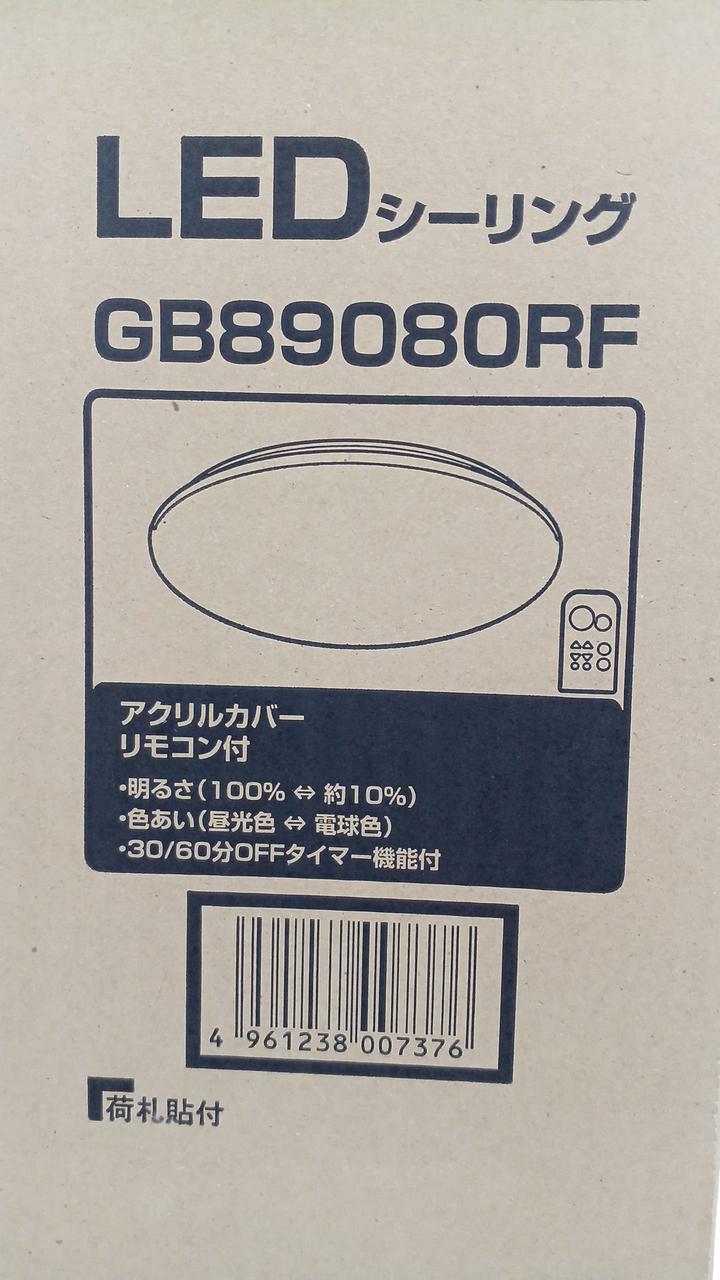 LEDシーリング
GB89080RF
アクリルカバー
リモコン付
・明るさ(100% ⇔ 約10%)
・色あい(昼光色 ⇔ 電球色)
・30/60分OFFタイマー機能付
4 961238 007376
荷札貼付